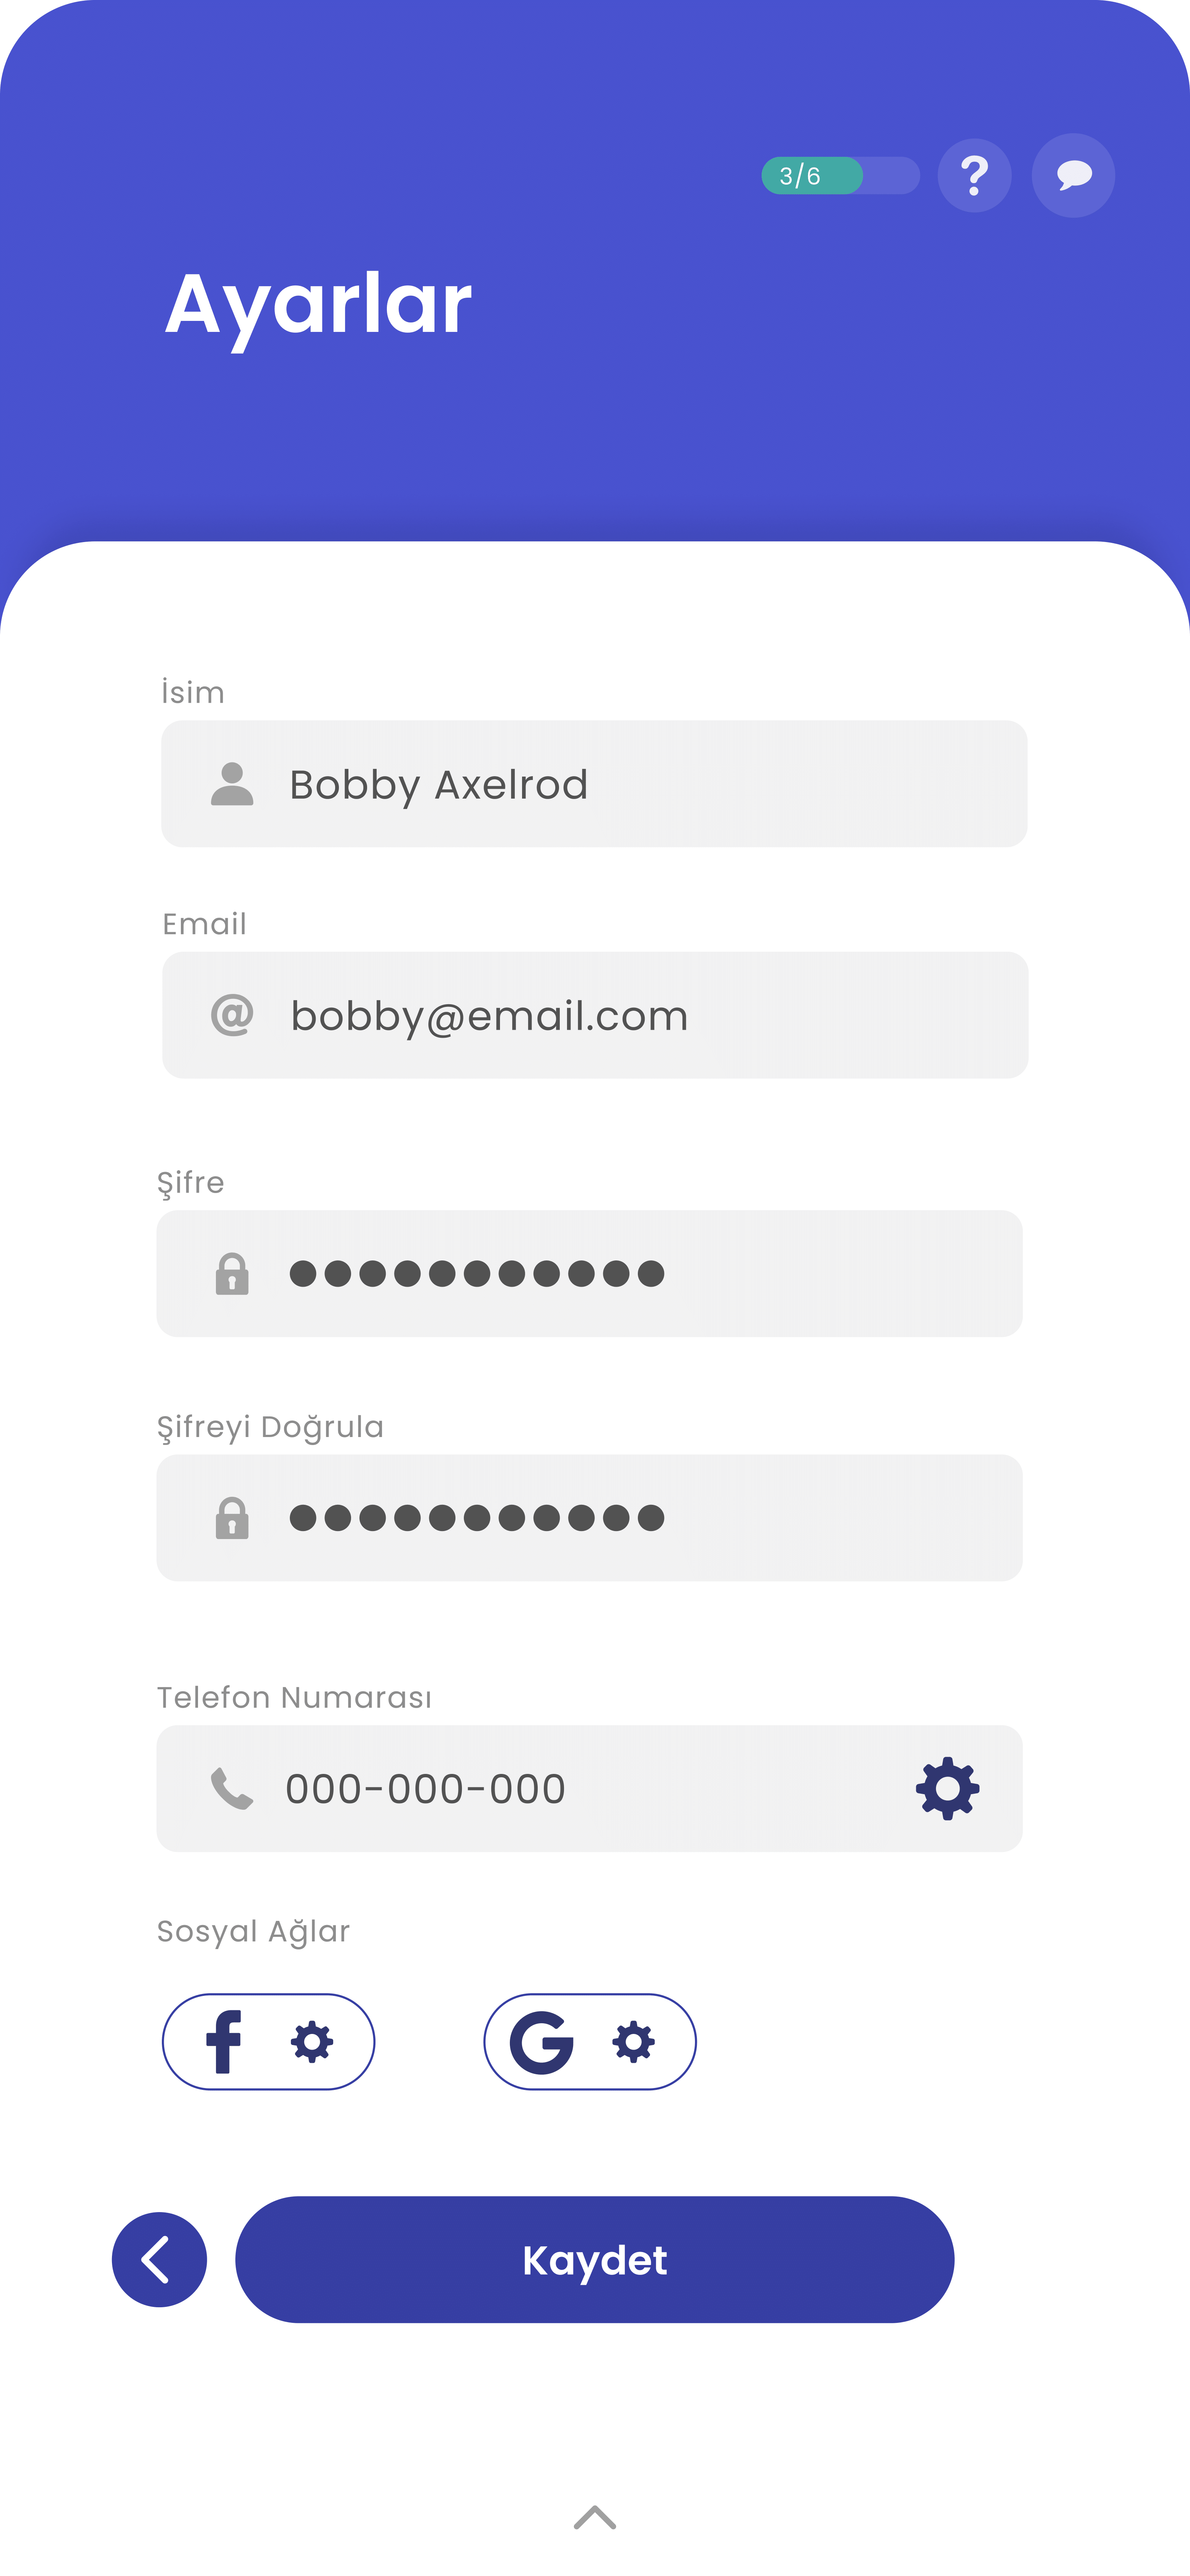 3/6
Ayarlar
İsim
Bobby Axelrod
Email
bobby@email.com
Şifre
Şifreyi Doğrula
Telefon Numarası
000-000-000
Sosyal Ağlar
Kaydet